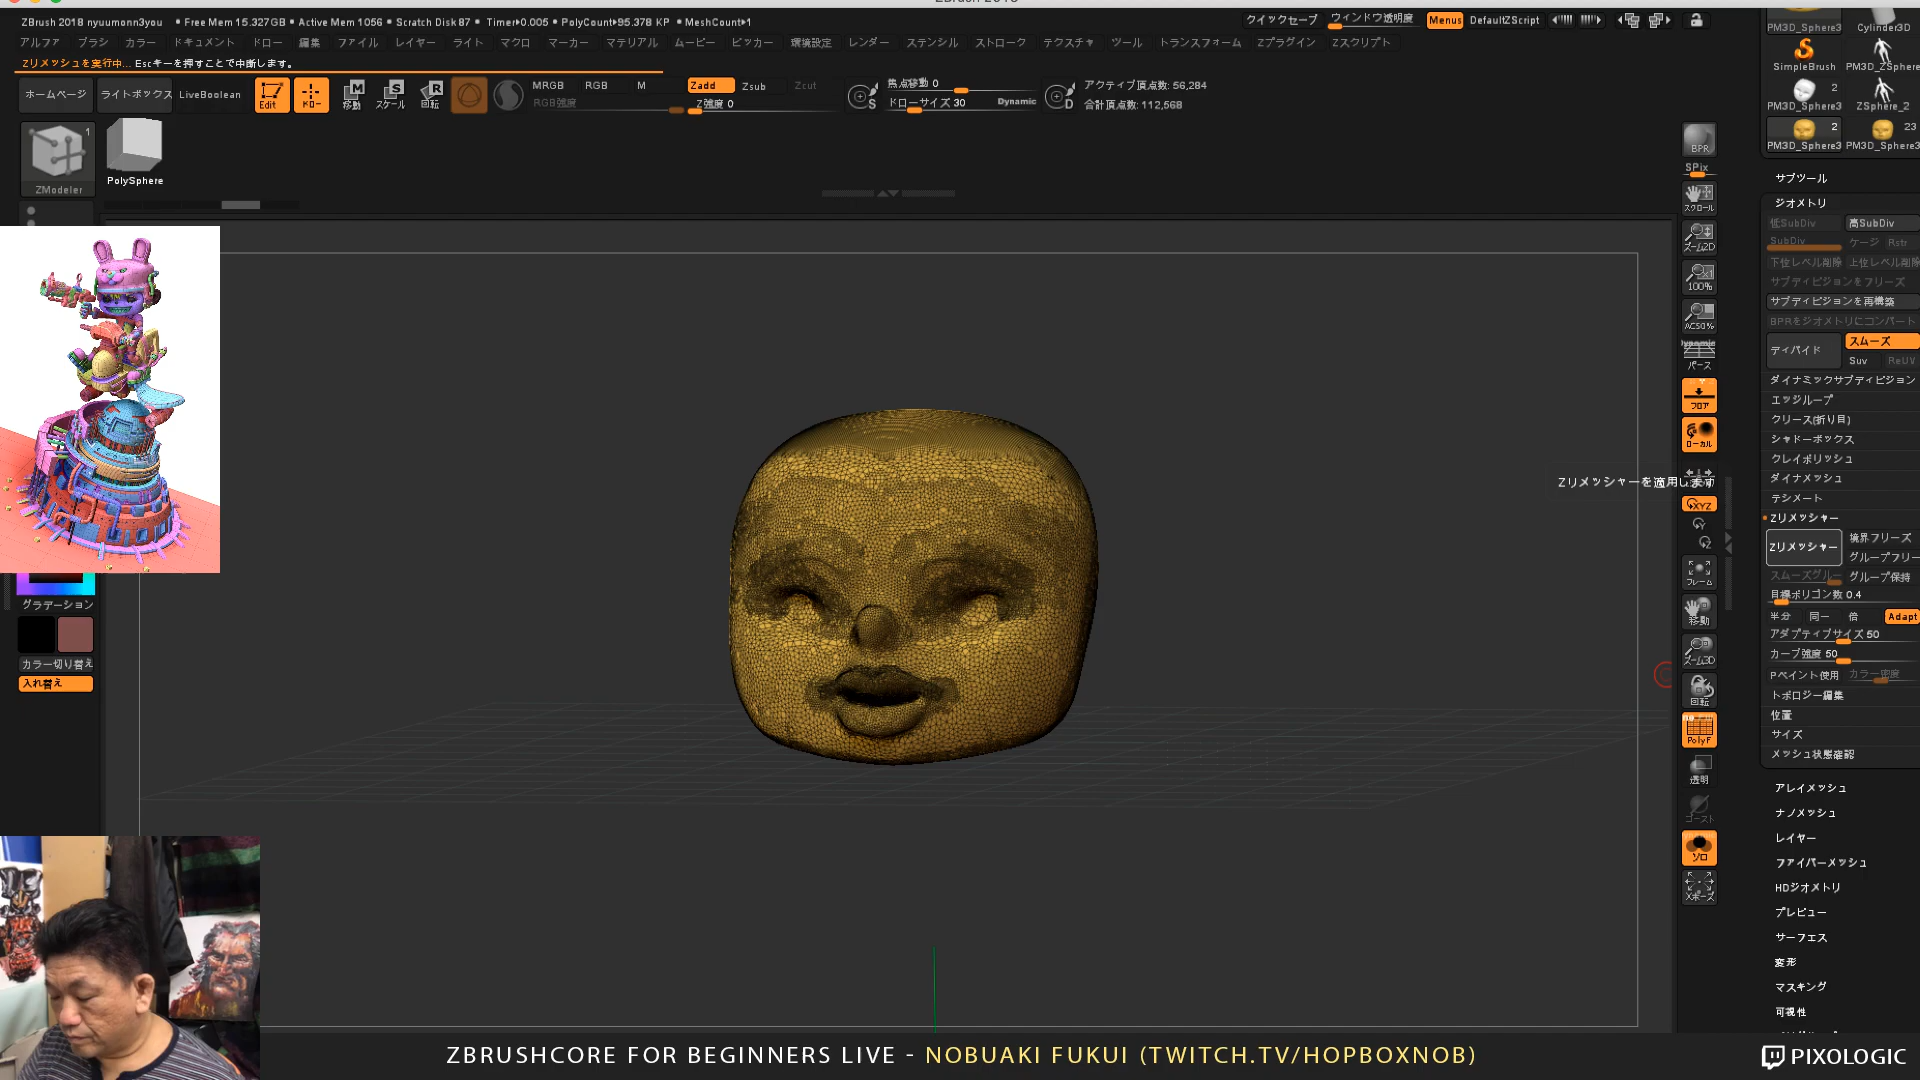 ZBrush 2018 nyuumonn3you • Free Mem 15.327GB • Active Mem 1056 • Scratch Disk 87 • Timer▸0.005 • PolyCount▸95.378 KP • MeshCount▸1
クイックセーブ ウィンドウ透明度 Menus DefaultZScript
アルファ ブラシ カラー ドキュメント ドロー 編集 ファイル レイヤー ライト マクロ マーカー マテリアル ムービー ピッカー 環境設定 レンダー ステンシル ストローク テクスチャ ツール トランスフォーム Zプラグイン Zスクリプト
Zリメッシュを実行中... Escキーを押すことで中断します。
ホームページ ライトボックス LiveBoolean Edit ドロー 移動 スケール 回転
MRGB RGB M Zadd Zsub Zcut
RGB強度 Z強度 0
焦点移動 0
ドローサイズ 30 Dynamic
アクティブ頂点数: 56,284
合計頂点数: 112,568
ZModeler 1
PolySphere
グラデーション
カラー切り替え
入れ替え
BPR
SPix
スクロール
ズーム2D
100%
AC50%
Dynamic
パース
フロア
ローカル
Zリメッシャーを適用します
XYZ
フレーム
移動
ズーム3D
回転
PolyF
透明
ゴースト
ソロ
Xポーズ
PM3D_Sphere3 Cylinder3D
SimpleBrush PM3D_ZSphere
2
PM3D_Sphere3 ZSphere_2
2 23
PM3D_Sphere3 PM3D_Sphere3
サブツール
ジオメトリ
低SubDiv 高SubDiv
SubDiv ケージ Rstr
下位レベル削除 上位レベル削除
サブディビジョンをフリーズ
サブディビジョンを再構築
BPRをジオメトリにコンバート
ディバイド スムーズ
Suv ReUV
ダイナミックサブディビジョン
エッジループ
クリース(折り目)
シャドーボックス
クレイポリッシュ
ダイナメッシュ
テシメート
Zリメッシャー
Zリメッシャー 境界フリーズ
グループフリー
スムーズグルー グループ保持
目標ポリゴン数 0.4
半分 同一 倍 Adapt
アダプティブサイズ 50
カーブ強度 50
Pペイント使用 カラー密度
トポロジー編集
位置
サイズ
メッシュ状態確認
アレイメッシュ
ナノメッシュ
レイヤー
ファイバーメッシュ
HDジオメトリ
プレビュー
サーフェス
変形
マスキング
可視性
ZBRUSHCORE FOR BEGINNERS LIVE - NOBUAKI FUKUI (TWITCH.TV/HOPBOXNOB)
PIXOLOGIC